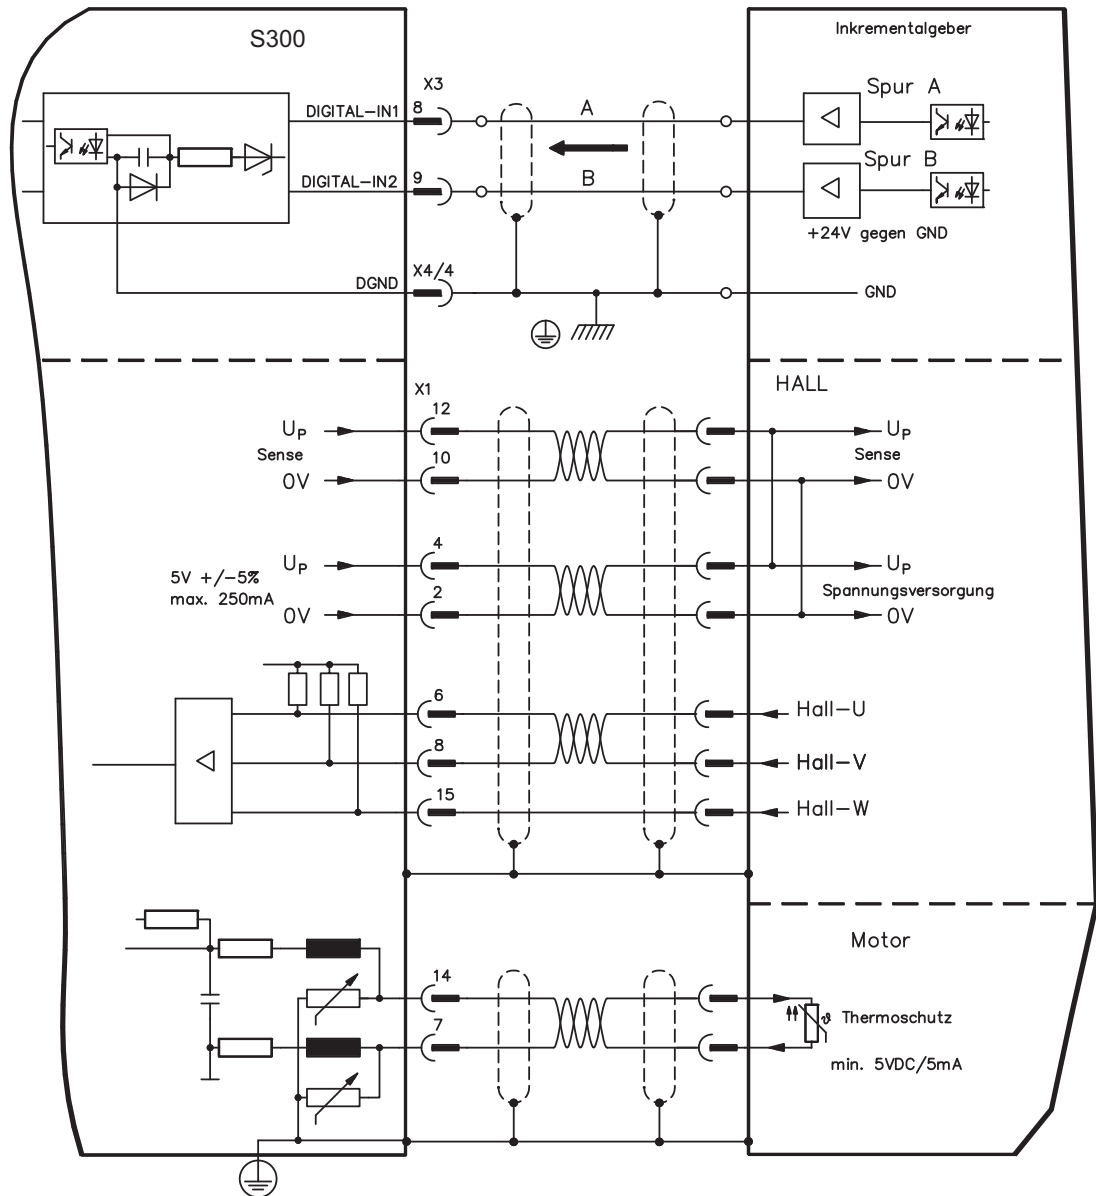 S300
Inkrementalgeber
X3
DIGITAL-IN1
8
A
Spur A
DIGITAL-IN2
9
B
Spur B
+24V gegen GND
DGND
X4/4
GND
X1
HALL
UP
12
UP
Sense
Sense
0V
10
0V
5V +/-5%
max. 250mA
UP
4
UP
Spannungsversorgung
0V
2
0V
6
Hall-U
8
Hall-V
15
Hall-W
Motor
14
7
ϑ Thermoschutz
min. 5VDC/5mA